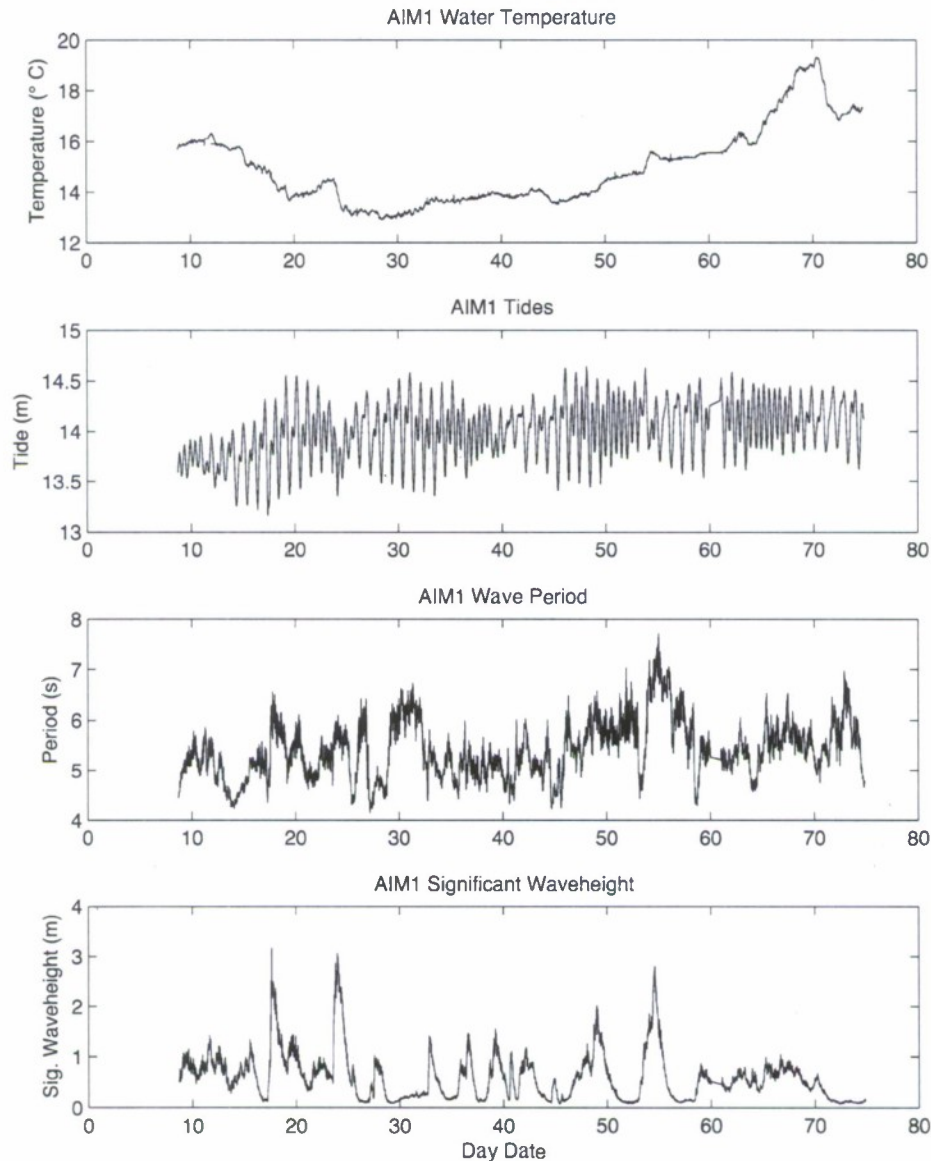 AIM1 Water Temperature
Temperature (° C)
20
18
16
14
12
0 10 20 30 40 50 60 70 80
AIM1 Tides
Tide (m)
15
14.5
14
13.5
13
0 10 20 30 40 50 60 70 80
AIM1 Wave Period
Period (s)
8
7
6
5
4
0 10 20 30 40 50 60 70 80
AIM1 Significant Waveheight
Sig. Waveheight (m)
4
3
2
1
0
0 10 20 30 40 50 60 70 80
Day Date